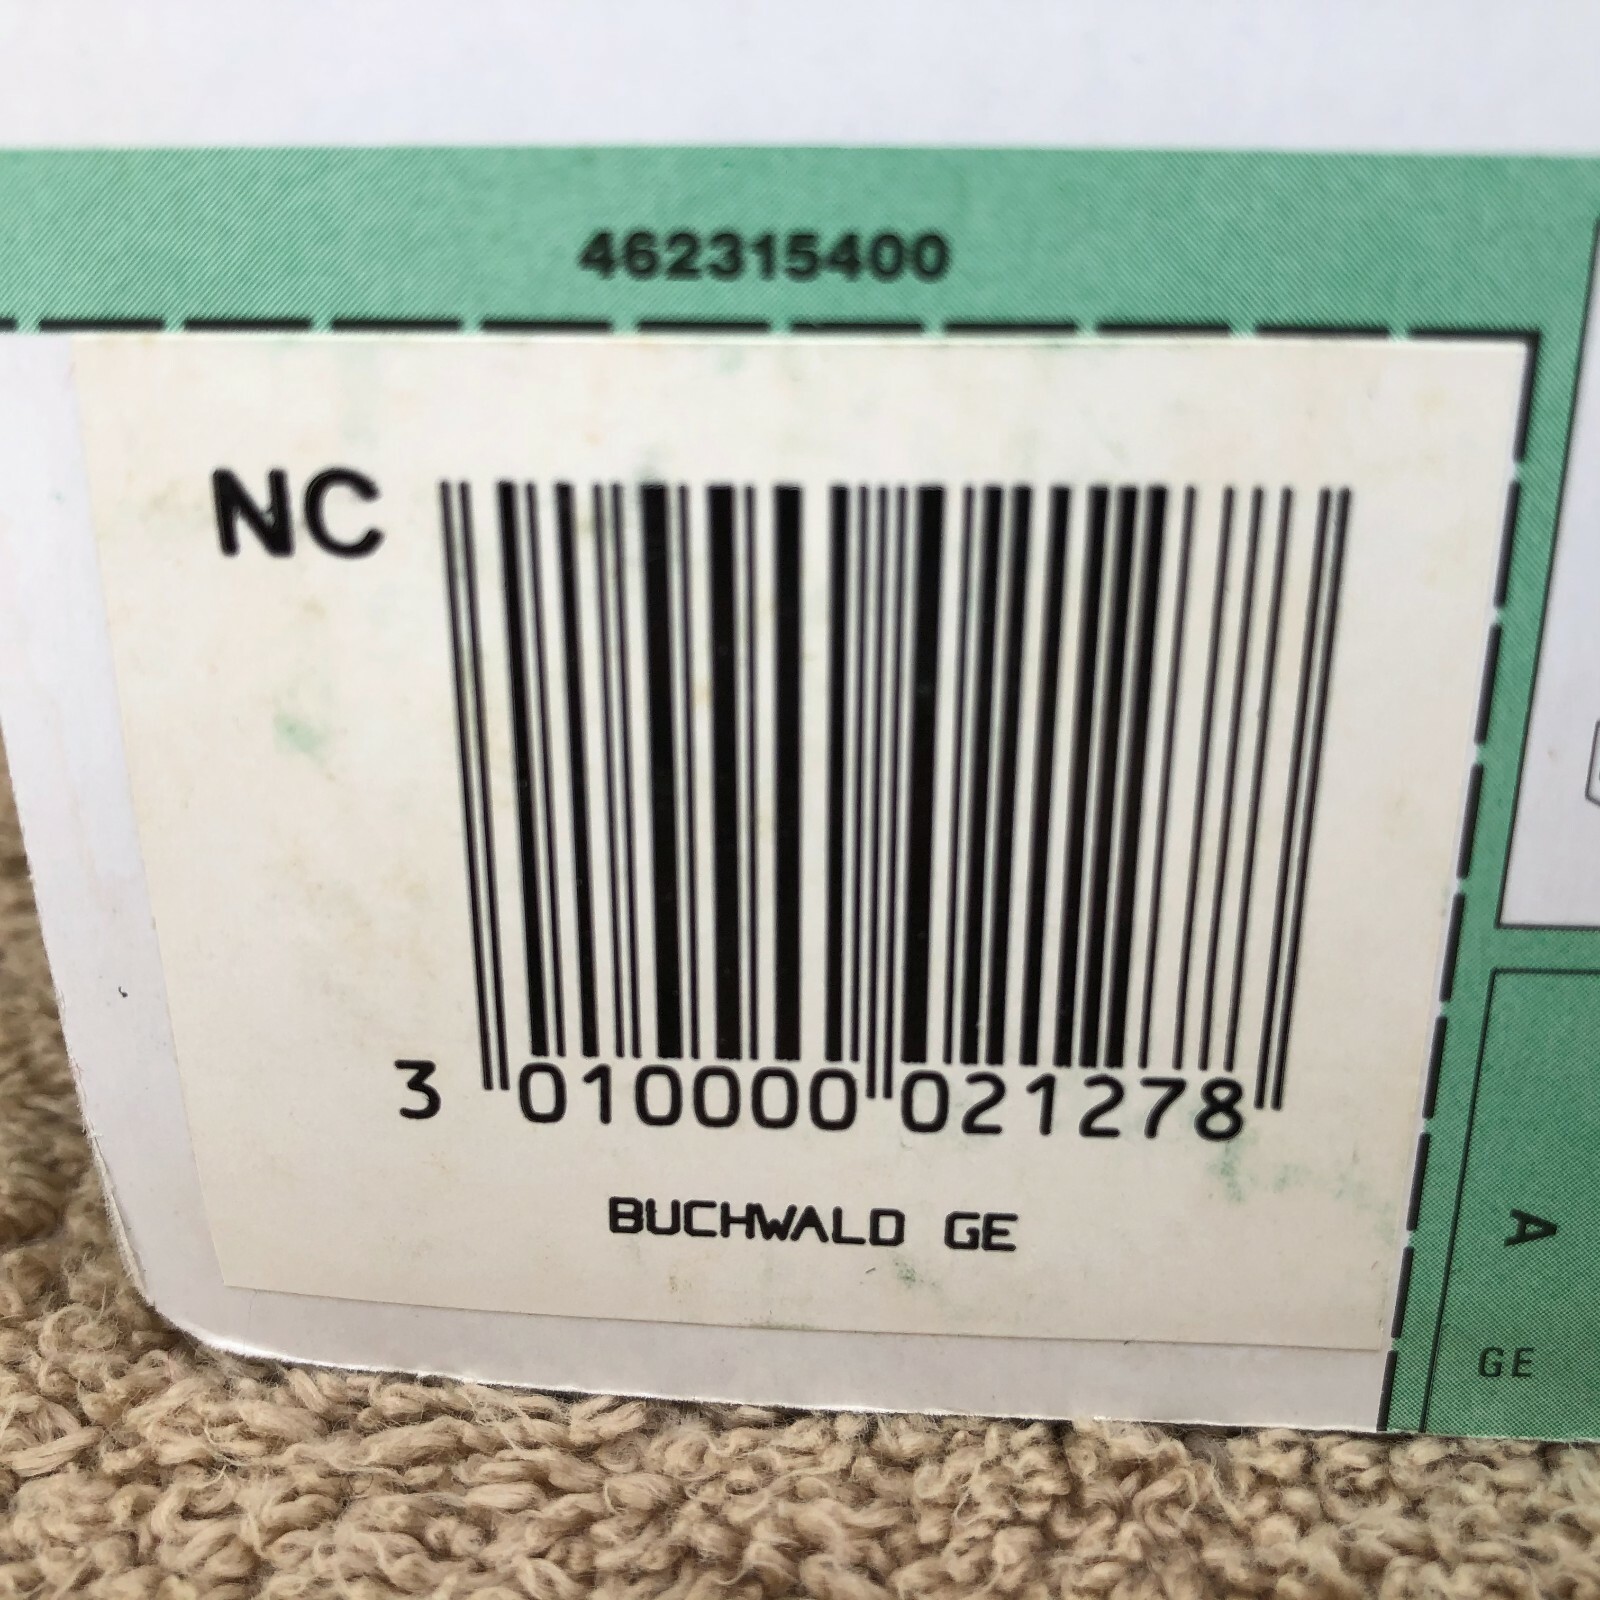 462315400
NC
3 010000 021278
BUCHWALD GE
A
GE